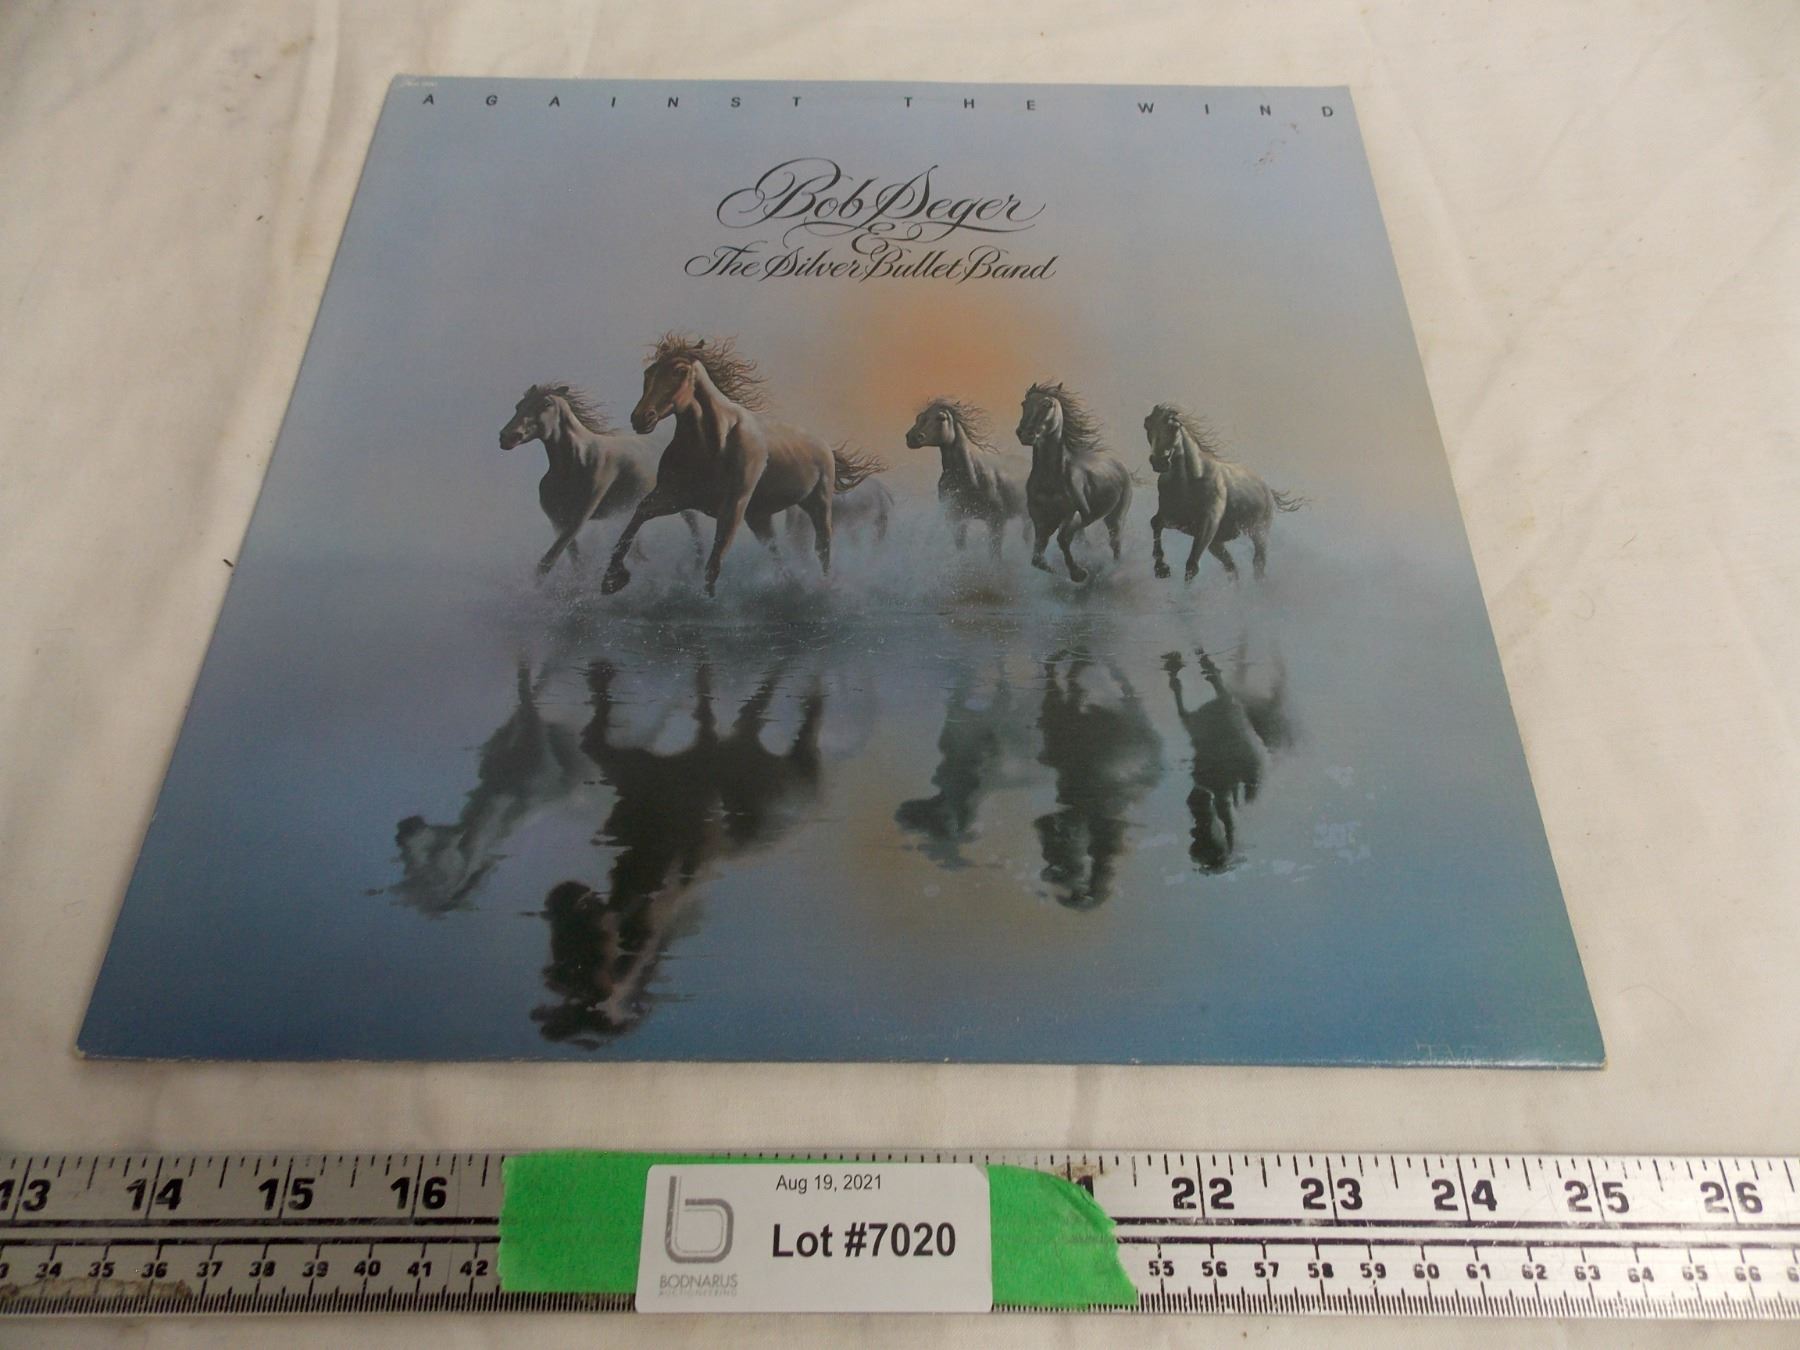 AGAINST THE WIND
Bob Seger
&
The Silver Bullet Band
13 14 15 16 22 23 24 25 26
Aug 19, 2021
Lot #7020
BODNARUS
AUCTIONEERING
34 35 36 37 38 39 40 41 42 55 56 57 58 59 60 61 62 63 64 65 66